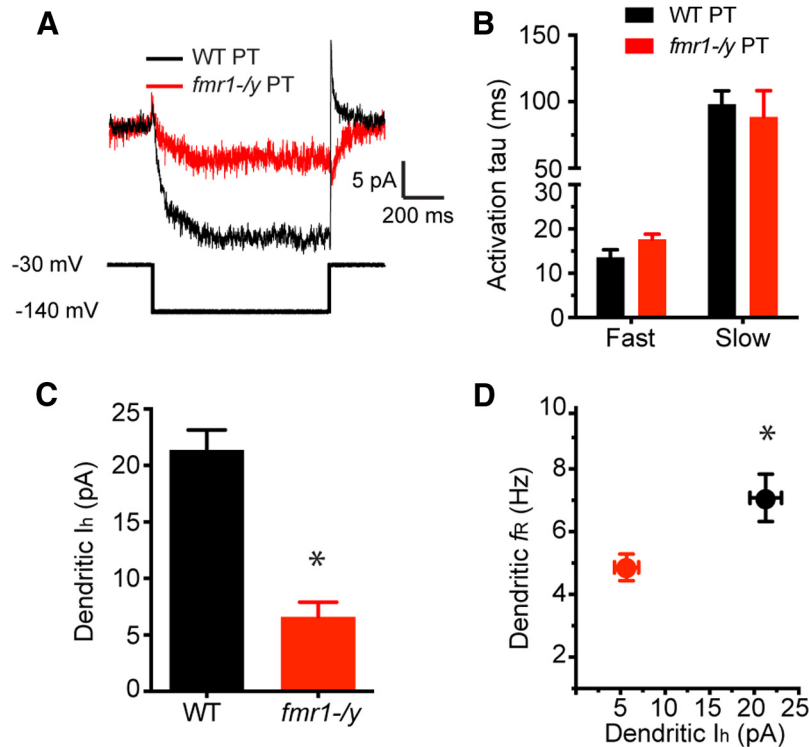 A
WT PT
fmr1-/y PT
5 pA
200 ms
-30 mV
-140 mV
B
WT PT
fmr1-/y PT
Activation tau (ms)
150
100
50
30
20
10
0
Fast
Slow
C
Dendritic Ih (pA)
25
20
15
10
5
0
WT
fmr1-/y
*
D
Dendritic fR (Hz)
10
8
6
4
2
*
5
10
15
20
25
Dendritic Ih (pA)